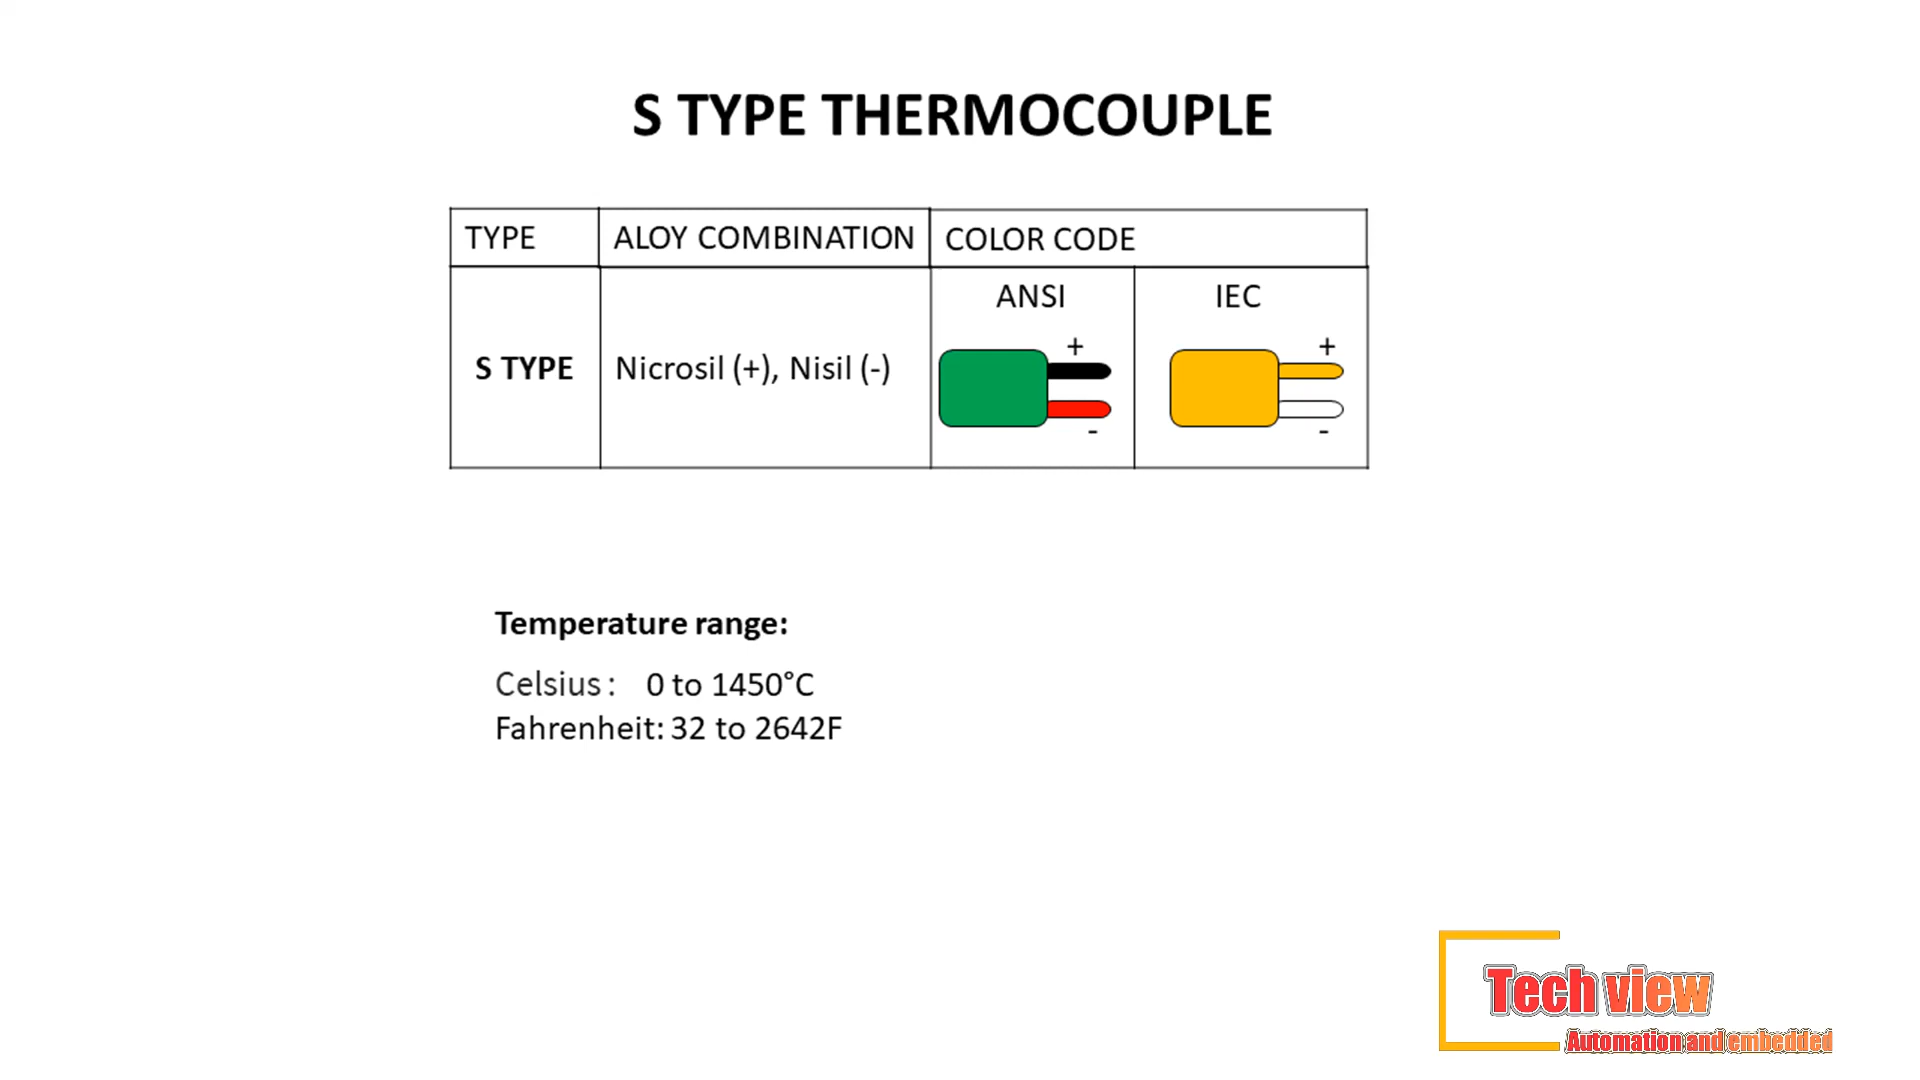 S TYPE THERMOCOUPLE
TYPE ALOY COMBINATION COLOR CODE
ANSI IEC
+ +
S TYPE Nicrosil (+), Nisil (-)
- -
Temperature range:
Celsius : 0 to 1450°C
Fahrenheit: 32 to 2642F
Tech view
Automation and embedded